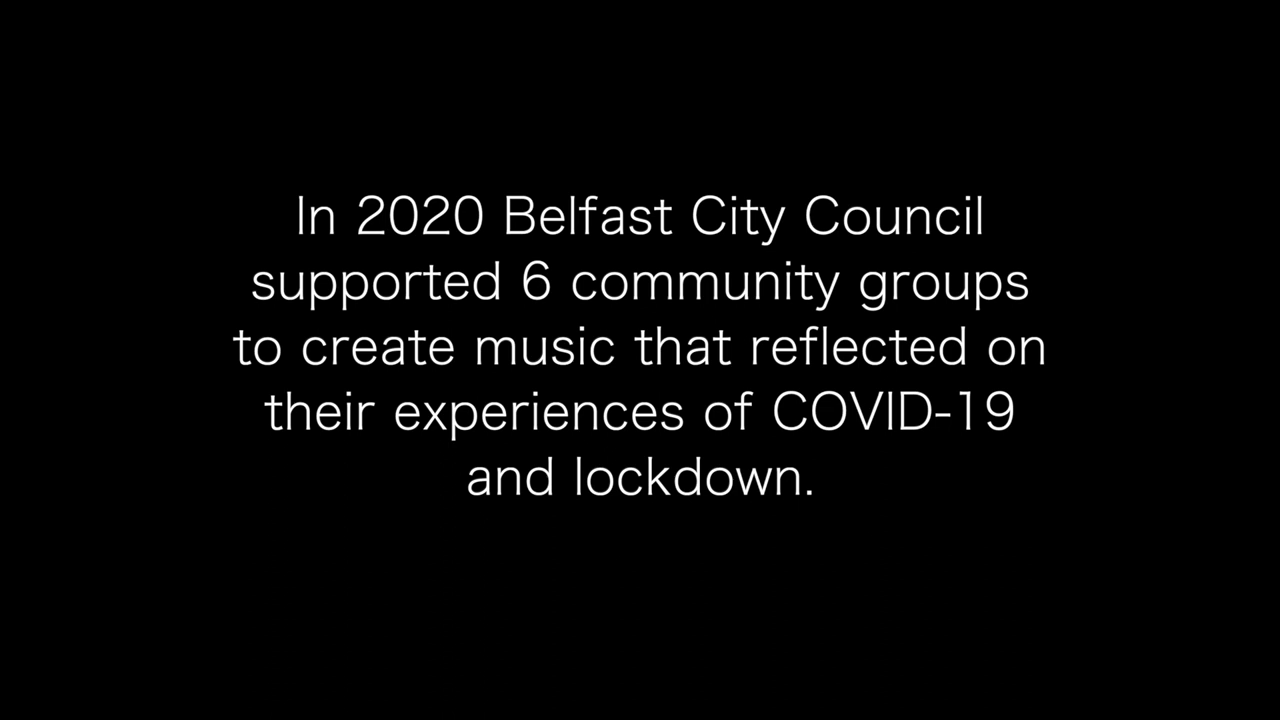 In 2020 Belfast City Council
supported 6 community groups
to create music that reflected on
their experiences of COVID-19
and lockdown.